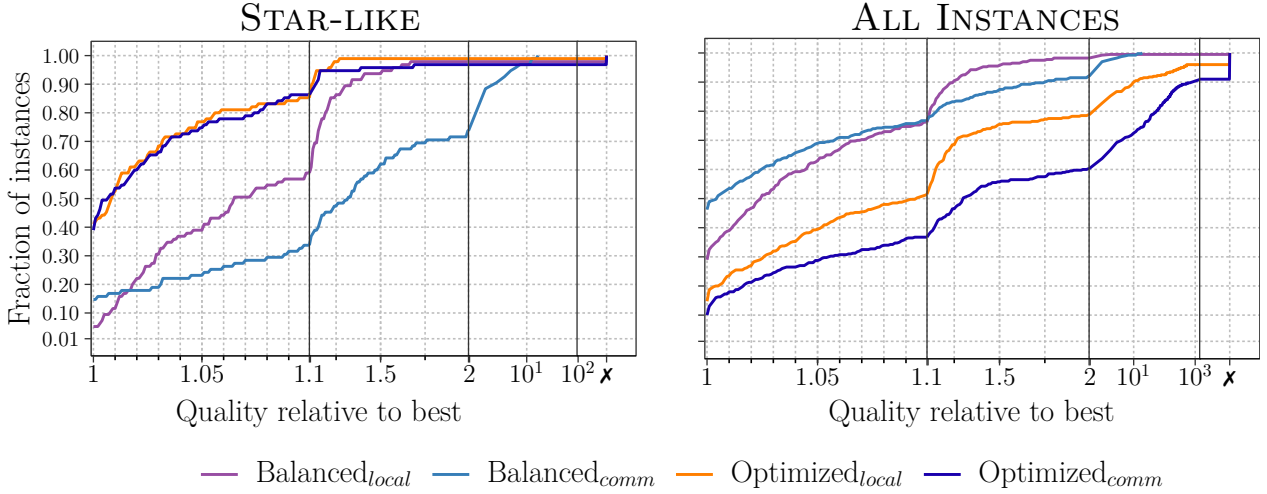 STAR-LIKE
ALL INSTANCES
Fraction of instances
1.00
0.90
0.80
0.70
0.60
0.50
0.40
0.30
0.20
0.10
0.01
1 1.05 1.1 1.5 2 10¹ 10² ✗
1 1.05 1.1 1.5 2 10¹ 10³ ✗
Quality relative to best
Quality relative to best
Balanced_local Balanced_comm Optimized_local Optimized_comm